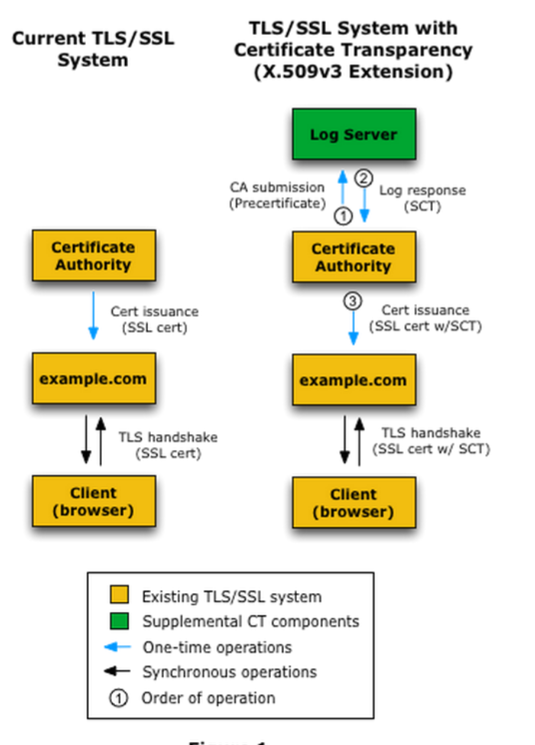 Current TLS/SSL
System
TLS/SSL System with
Certificate Transparency
(X.509v3 Extension)
Log Server
CA submission
(Precertificate)
1
2
Log response
(SCT)
Certificate
Authority
Cert issuance
(SSL cert)
example.com
TLS handshake
(SSL cert)
Client
(browser)
Certificate
Authority
3
Cert issuance
(SSL cert w/SCT)
example.com
TLS handshake
(SSL cert w/ SCT)
Client
(browser)
Existing TLS/SSL system
Supplemental CT components
One-time operations
Synchronous operations
1 Order of operation